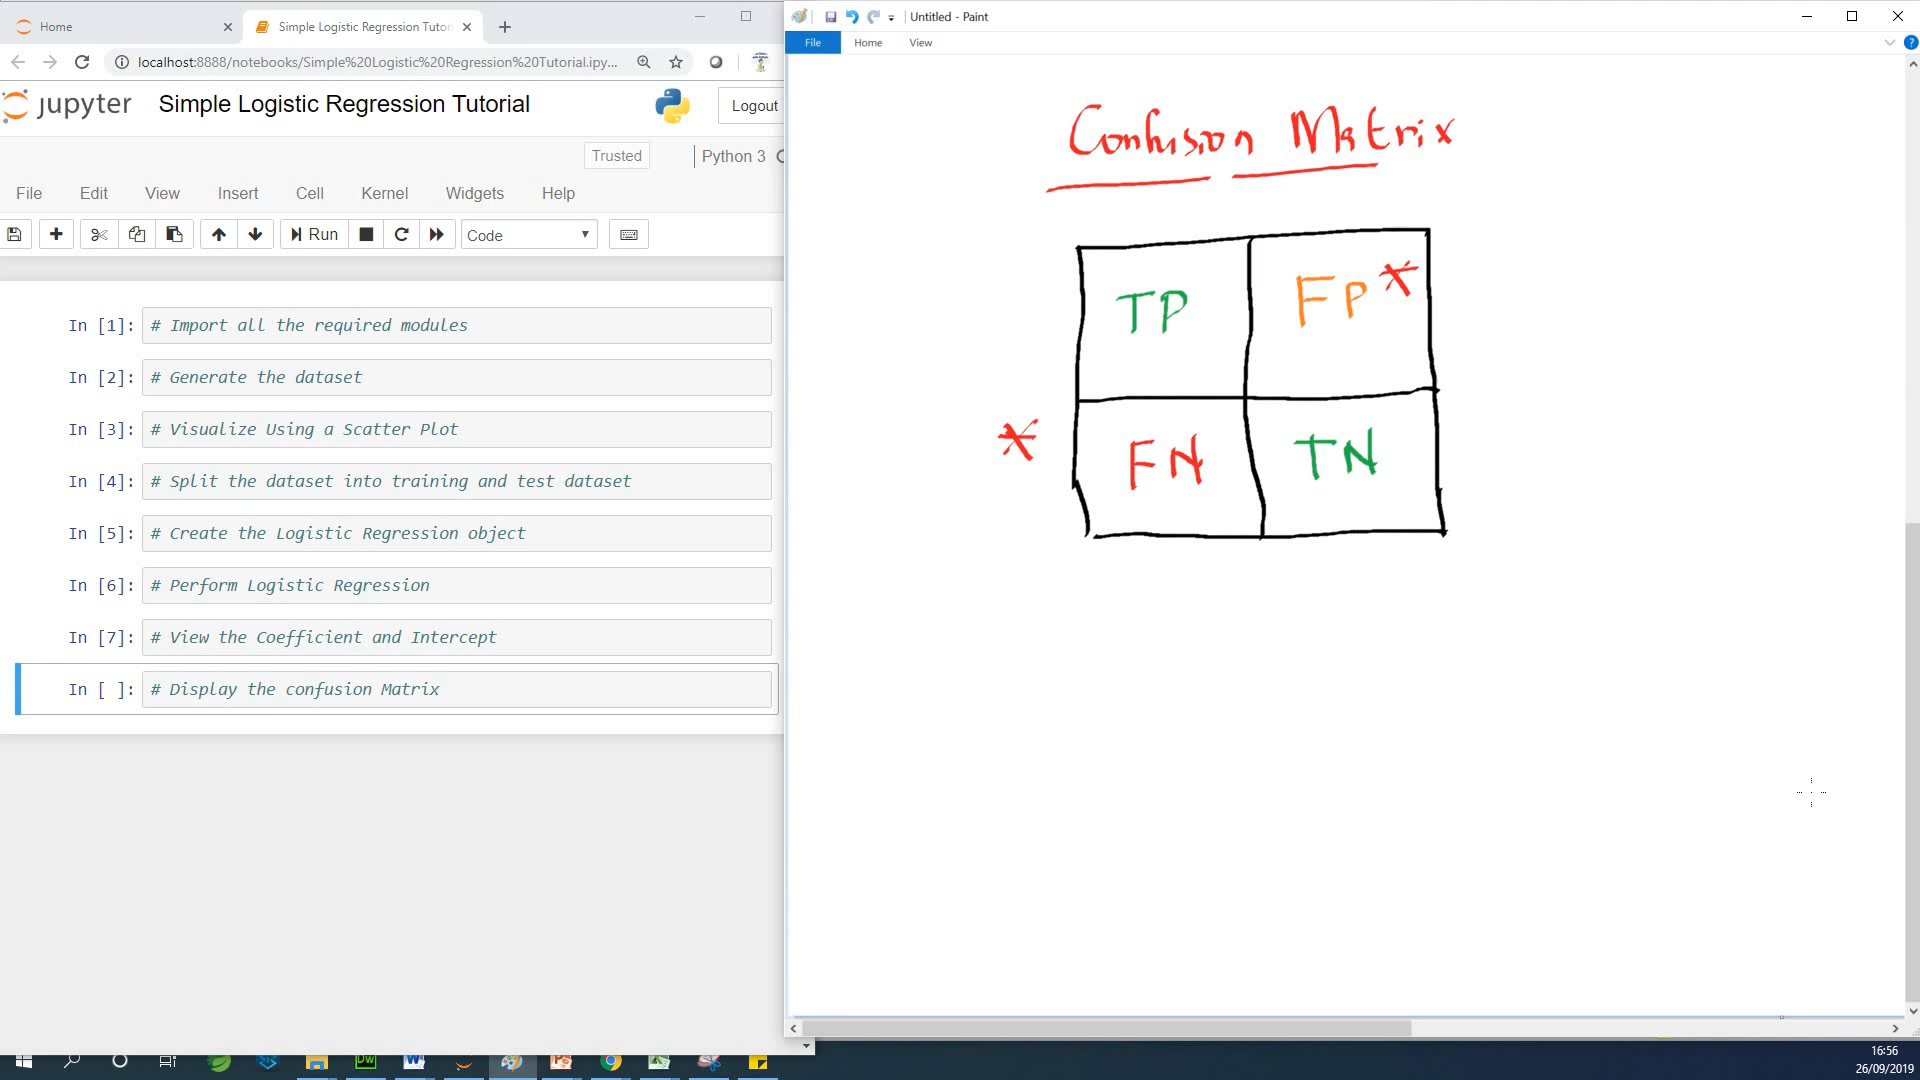 Home
Simple Logistic Regression Tutor
localhost:8888/notebooks/Simple%20Logistic%20Regression%20Tutorial.ipy...
jupyter Simple Logistic Regression Tutorial
Logout
Trusted
Python 3
File Edit View Insert Cell Kernel Widgets Help
Run
Code
In [1]: # Import all the required modules
In [2]: # Generate the dataset
In [3]: # Visualize Using a Scatter Plot
In [4]: # Split the dataset into training and test dataset
In [5]: # Create the Logistic Regression object
In [6]: # Perform Logistic Regression
In [7]: # View the Coefficient and Intercept
In [ ]: # Display the confusion Matrix
Untitled - Paint
File Home View
Confusion Matrix
TP FP *
* FN TN
16:56
26/09/2019